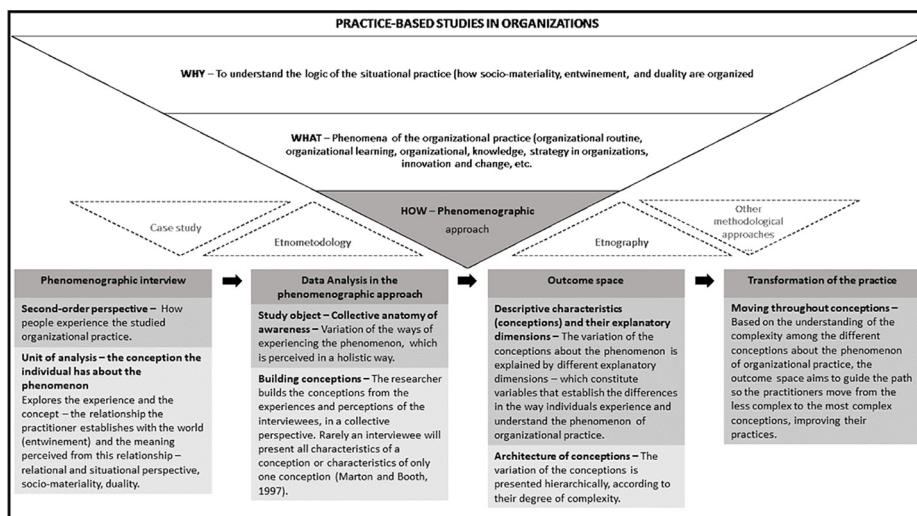 PRACTICE-BASED STUDIES IN ORGANIZATIONS
WHY – To understand the logic of the situational practice (how socio-materiality, entwinement, and duality are organized
WHAT – Phenomena of the organizational practice (organizational routine,
organizational learning, organizational, knowledge, strategy in organizations,
innovation and change, etc.
HOW – Phenomenographic
approach
Case study
Etnometodology
Etnography
Other
methodological
approaches
...
Phenomenographic interview
Second-order perspective – How
people experience the studied
organizational practice.
Unit of analysis – the conception the
individual has about the
phenomenon
Explores the experience and the
concept – the relationship the
practitioner establishes with the world
(entwinement) and the meaning
perceived from this relationship –
relational and situational perspective,
socio-materiality, duality.
Data Analysis in the
phenomenographic approach
Study object – Collective anatomy of
awareness – Variation of the ways of
experiencing the phenomenon, which
is perceived in a holistic way.
Building conceptions – The researcher
builds the conceptions from the
experiences and perceptions of the
interviewees, in a collective
perspective. Rarely an interviewee will
present all characteristics of a
conception or characteristics of only
one conception (Marton and Booth,
1997).
Outcome space
Descriptive characteristics
(conceptions) and their explanatory
dimensions – The variation of the
conceptions about the phenomenon is
explained by different explanatory
dimensions – which constitute
variables that establish the differences
in the way individuals experience and
understand the phenomenon of
organizational practice.
Architecture of conceptions – The
variation of the conceptions is
presented hierarchically, according to
their degree of complexity.
Transformation of the practice
Moving throughout conceptions –
Based on the understanding of the
complexity among the different
conceptions about the phenomenon
of organizational practice, the
outcome space aims to guide the path
so the practitioners move from the
less complex to the most complex
conceptions, improving their
practices.